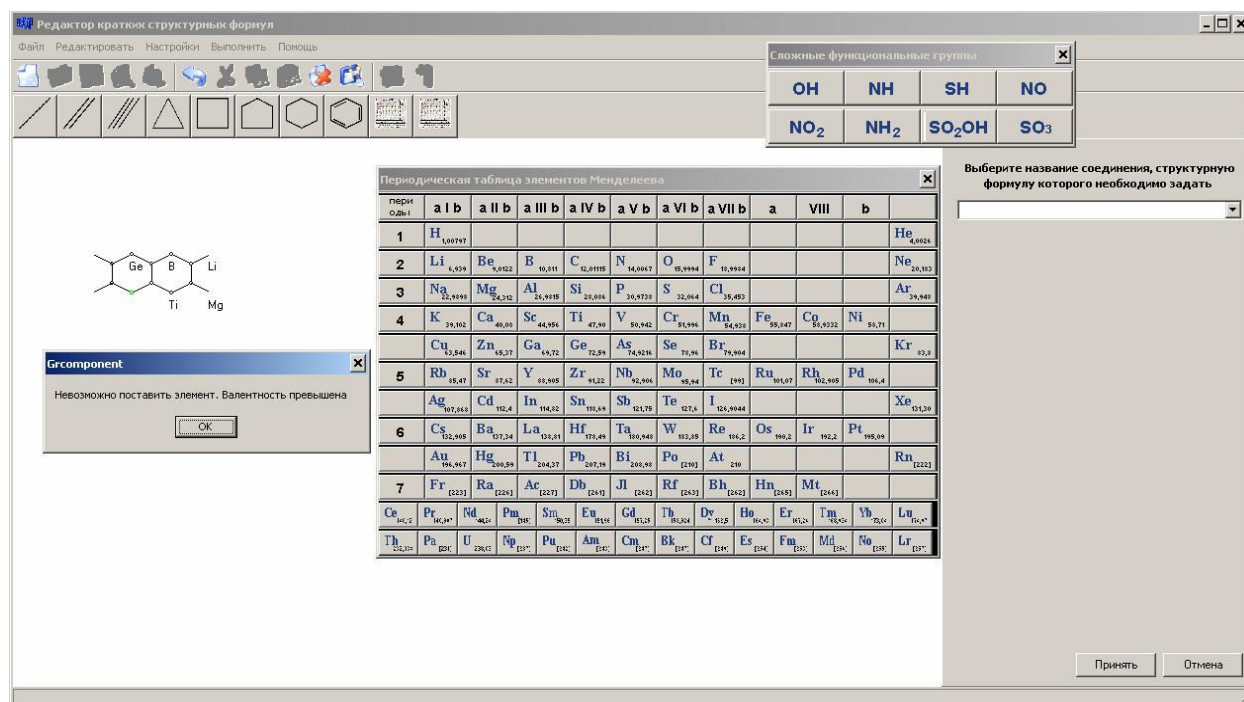 Редактор кратких структурных формул
Файл Редактировать Настройки Выполнить Помощь
Сложные функциональные группы
OH NH SH NO
NO2 NH2 SO2OH SO3
Выберите название соединения, структурную
формулу которого необходимо задать
Периодическая таблица элементов Менделеева
пери
оды a I b a II b a III b a IV b a V b a VI b a VII b a VIII b
1 H 1,00797 He 4,0026
2 Li 6,939 Be 9,0122 B 10,811 C 12,01115 N 14,0067 O 15,9994 F 18,9984 Ne 20,183
3 Na 22,9898 Mg 24,312 Al 26,9815 Si 28,086 P 30,9738 S 32,064 Cl 35,453 Ar 39,948
4 K 39,102 Ca 40,08 Sc 44,956 Ti 47,90 V 50,942 Cr 51,996 Mn 54,938 Fe 55,847 Co 58,9332 Ni 58,71
Cu 63,546 Zn 65,37 Ga 69,72 Ge 72,59 As 74,9216 Se 78,96 Br 79,904 Kr 83,8
5 Rb 85,47 Sr 87,62 Y 88,905 Zr 91,22 Nb 92,906 Mo 95,94 Tc [99] Ru 101,07 Rh 102,905 Pd 106,4
Ag 107,868 Cd 112,4 In 114,82 Sn 118,69 Sb 121,75 Te 127,6 I 126,9044 Xe 131,30
6 Cs 132,905 Ba 137,34 La 138,81 Hf 178,49 Ta 180,948 W 183,85 Re 186,2 Os 190,2 Ir 192,2 Pt 195,09
Au 196,967 Hg 200,59 Tl 204,37 Pb 207,19 Bi 208,98 Po [210] At 210 Rn [222]
7 Fr [223] Ra [226] Ac [227] Db [261] Jl [262] Rf [263] Bh [262] Hn [265] Mt [266]
Ce Pr Nd Pm Sm Eu Gd Tb Dy Ho Er Tm Yb Lu
Th Pa U Np Pu Am Cm Bk Cf Es Fm Md No Lr
Ge B Li
Ti Mg
Grcomponent
Невозможно поставить элемент. Валентность превышена
OK
Принять Отмена